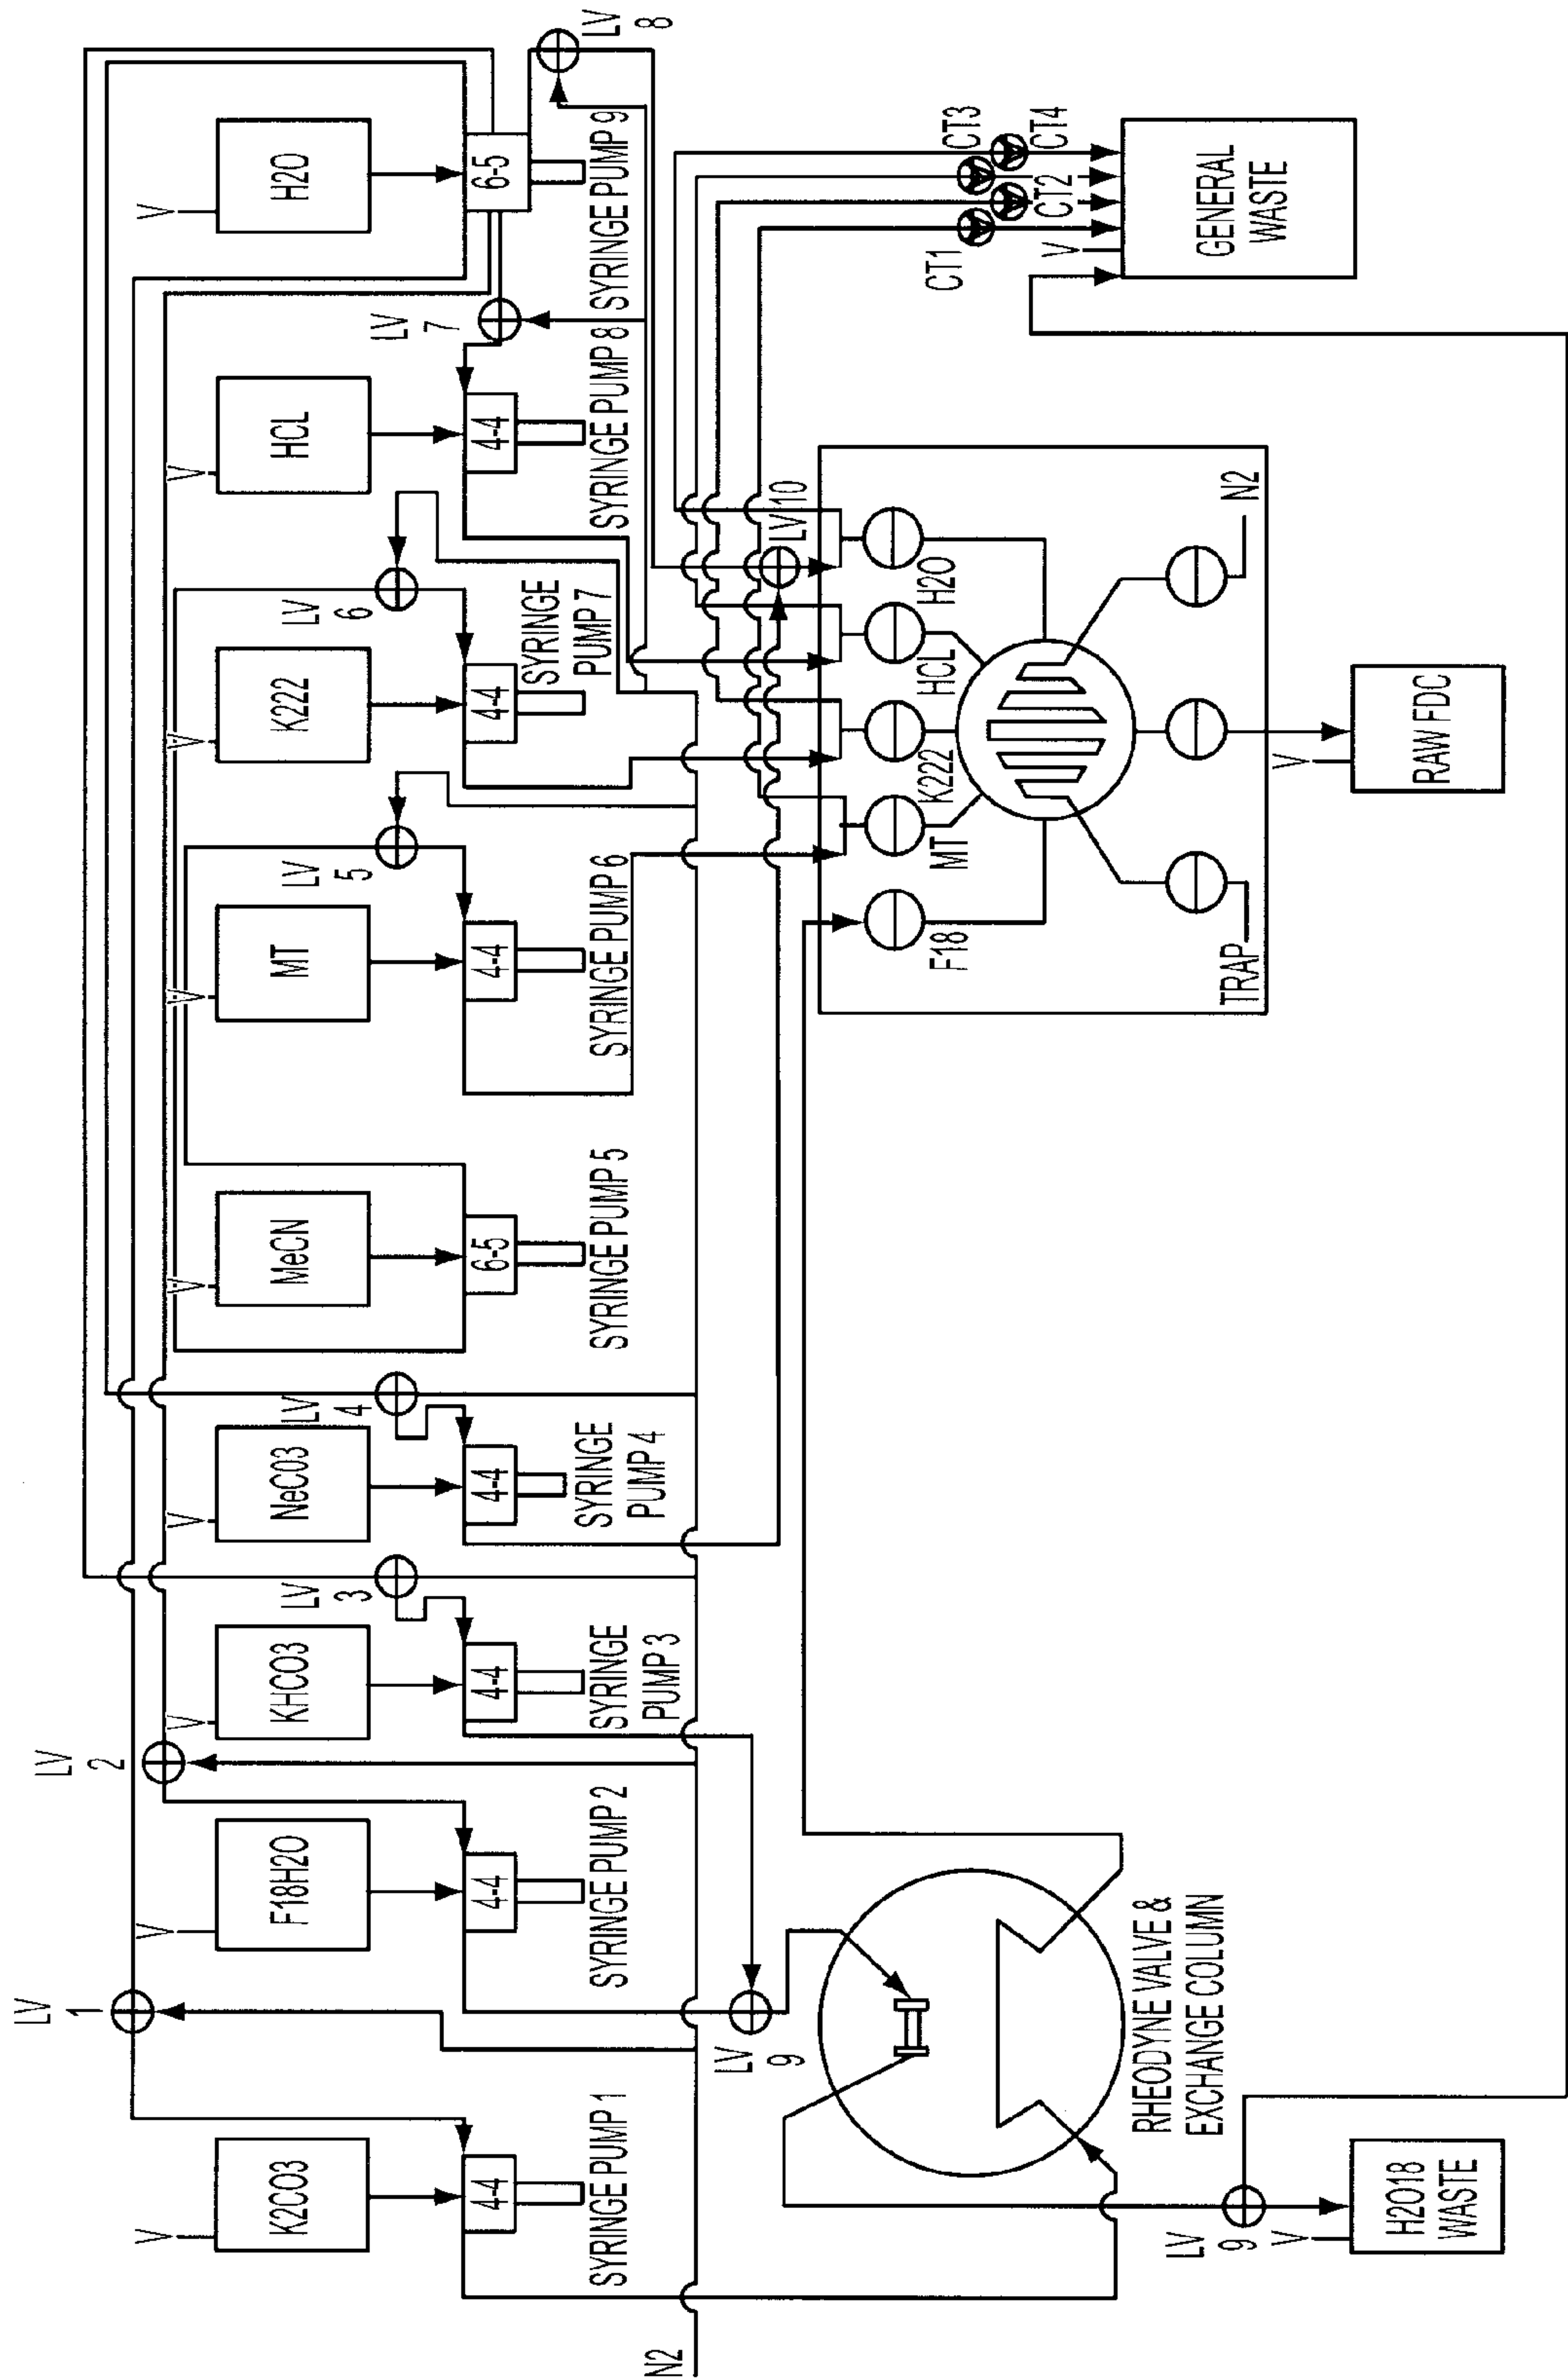 LV
1
LV
2
V
K2CO3
V
F18H2O
V
KHCO3
V
NeCO3
V
MeCN
V
MT
V
K222
V
HCL
V
H2O
LV
3
LV
4
LV
5
LV
6
LV
7
LV
8
4-4
4-4
4-4
4-4
6-5
4-4
4-4
4-4
6-5
SYRINGE PUMP 1
SYRINGE PUMP 2
SYRINGE
PUMP 3
SYRINGE
PUMP 4
SYRINGE PUMP 5
SYRINGE PUMP 6
SYRINGE
PUMP 7
SYRINGE PUMP 8
SYRINGE PUMP 9
N2
LV
9
LV 10
F18
MT
K222
HCL
H2O
CT1
CT2
CT3
CT4
V
GENERAL
WASTE
TRAP
N2
RHEODYNE VALVE &
EXCHANGE COLUMN
LV
9
V
H2O18
WASTE
V
RAW FDC